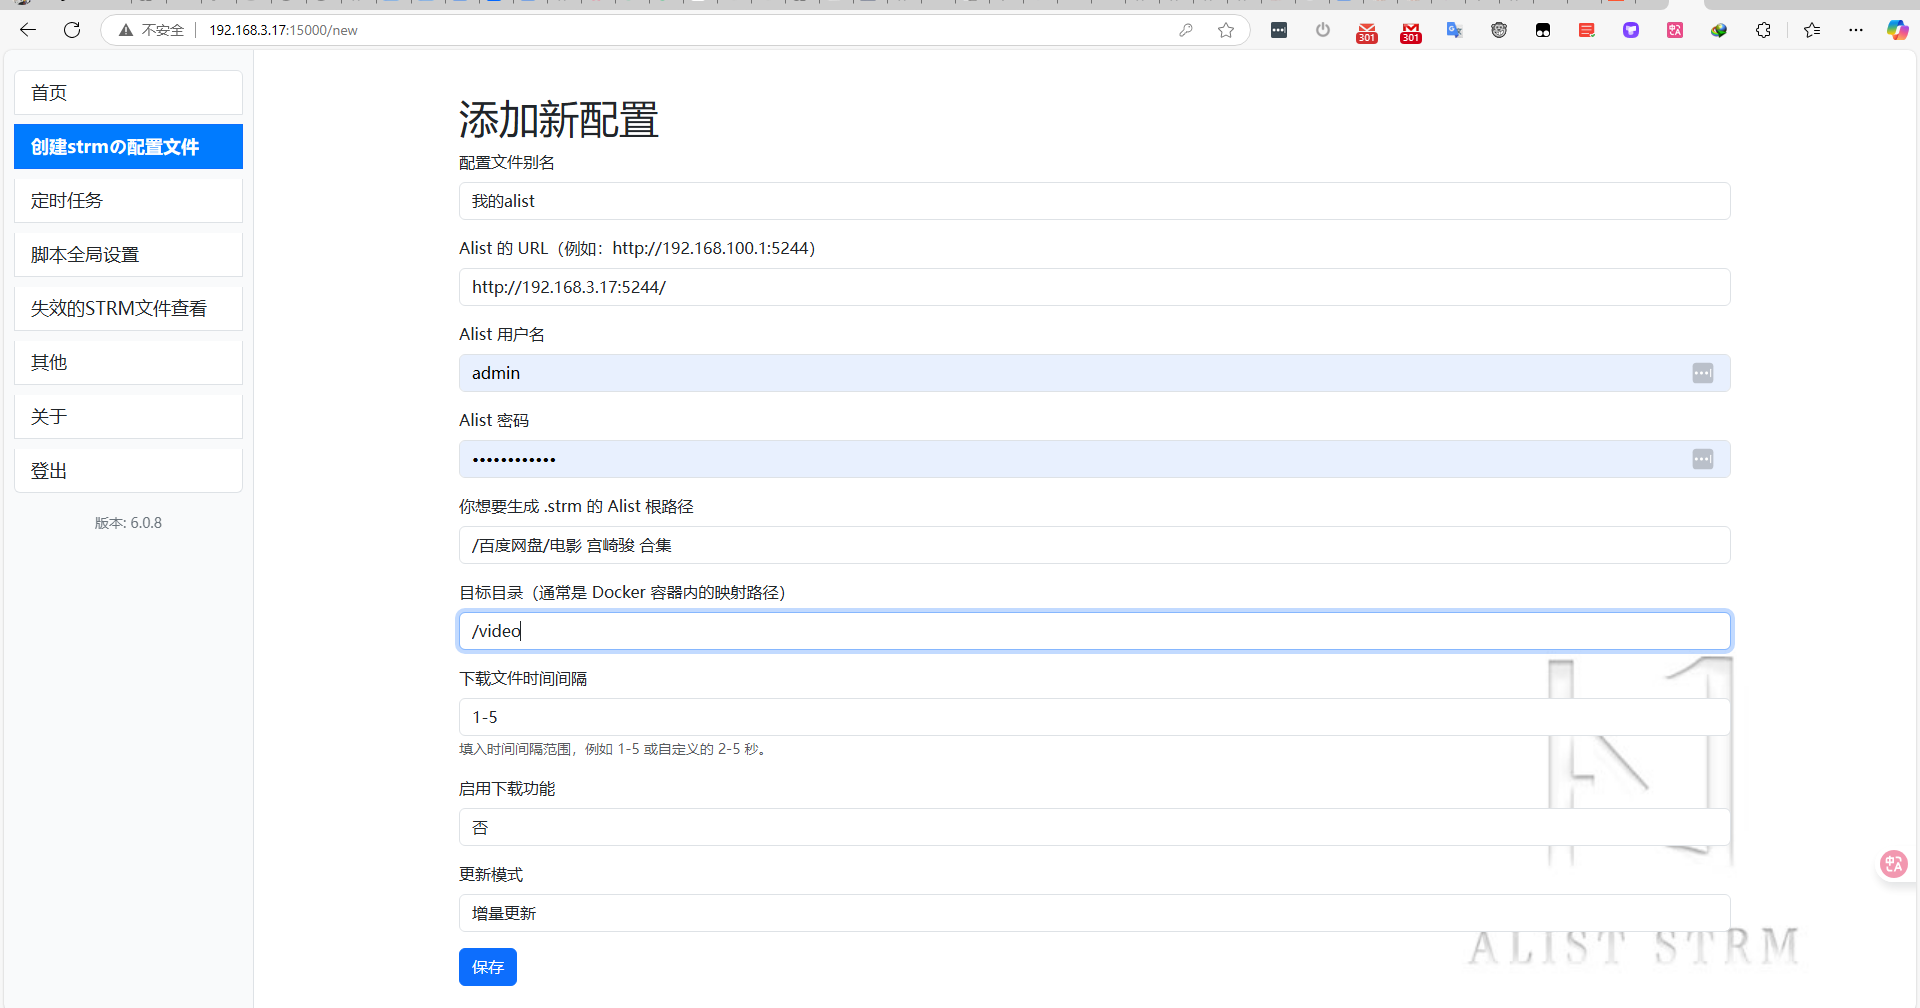 不安全
192.168.3.17:15000/new
301
301
首页
创建strmの配置文件
定时任务
脚本全局设置
失效的STRM文件查看
其他
关于
登出
版本: 6.0.8
添加新配置
配置文件别名
我的alist
Alist 的 URL（例如：http://192.168.100.1:5244）
http://192.168.3.17:5244/
Alist 用户名
admin
Alist 密码
••••••••••••
你想要生成 .strm 的 Alist 根路径
/百度网盘/电影 宫崎骏 合集
目标目录（通常是 Docker 容器内的映射路径）
/video
下载文件时间间隔
1-5
填入时间间隔范围，例如 1-5 或自定义的 2-5 秒。
启用下载功能
否
更新模式
增量更新
保存
ALIST STRM